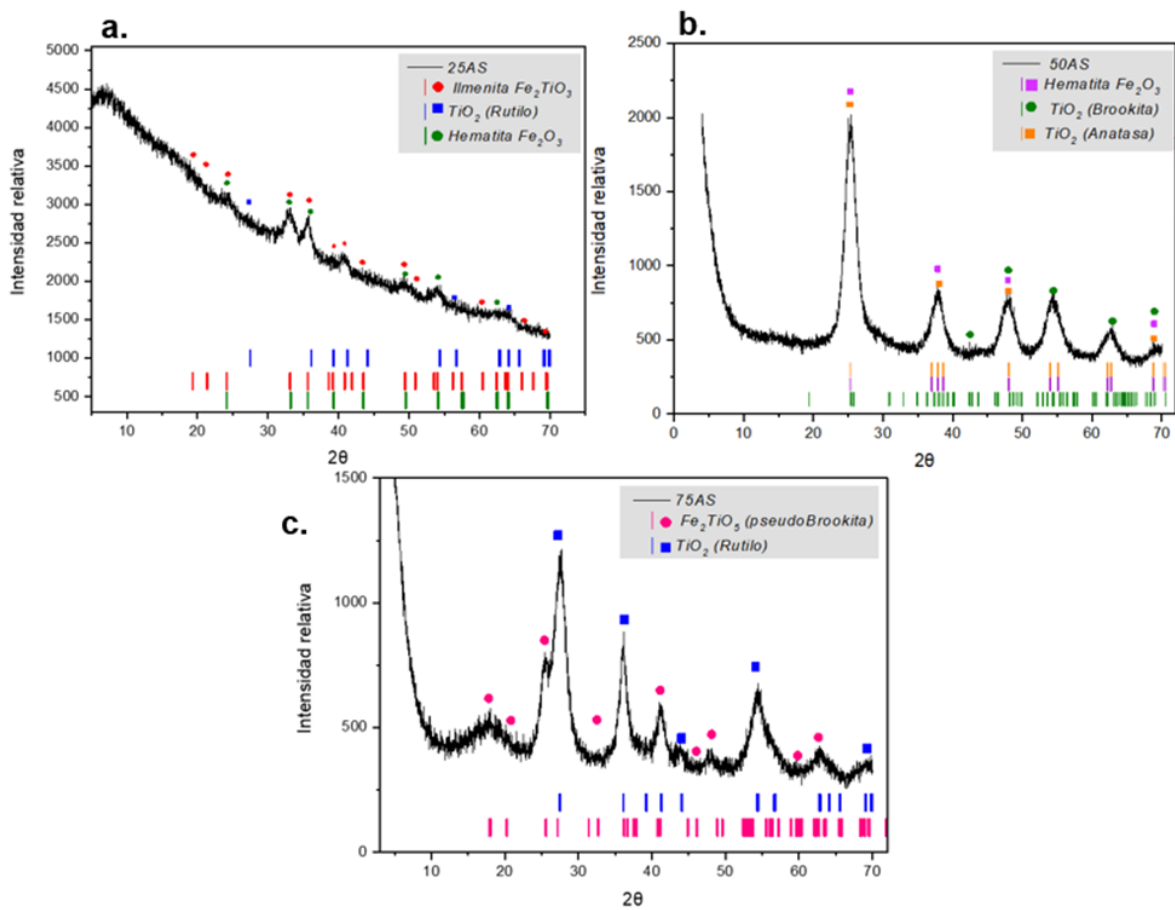 a.
25AS
Ilmenita Fe₂TiO₃
TiO₂ (Rutilo)
Hematita Fe₂O₃
Intensidad relativa
5000
4500
4000
3500
3000
2500
2000
1500
1000
500
10 20 30 40 50 60 70
2θ
b.
50AS
Hematita Fe₂O₃
TiO₂ (Brookita)
TiO₂ (Anatasa)
Intensidad relativa
2500
2000
1500
1000
500
0
0 10 20 30 40 50 60 70
2θ
c.
75AS
Fe₂TiO₅ (pseudoBrookita)
TiO₂ (Rutilo)
Intensidad relativa
1500
1000
500
0
10 20 30 40 50 60 70
2θ